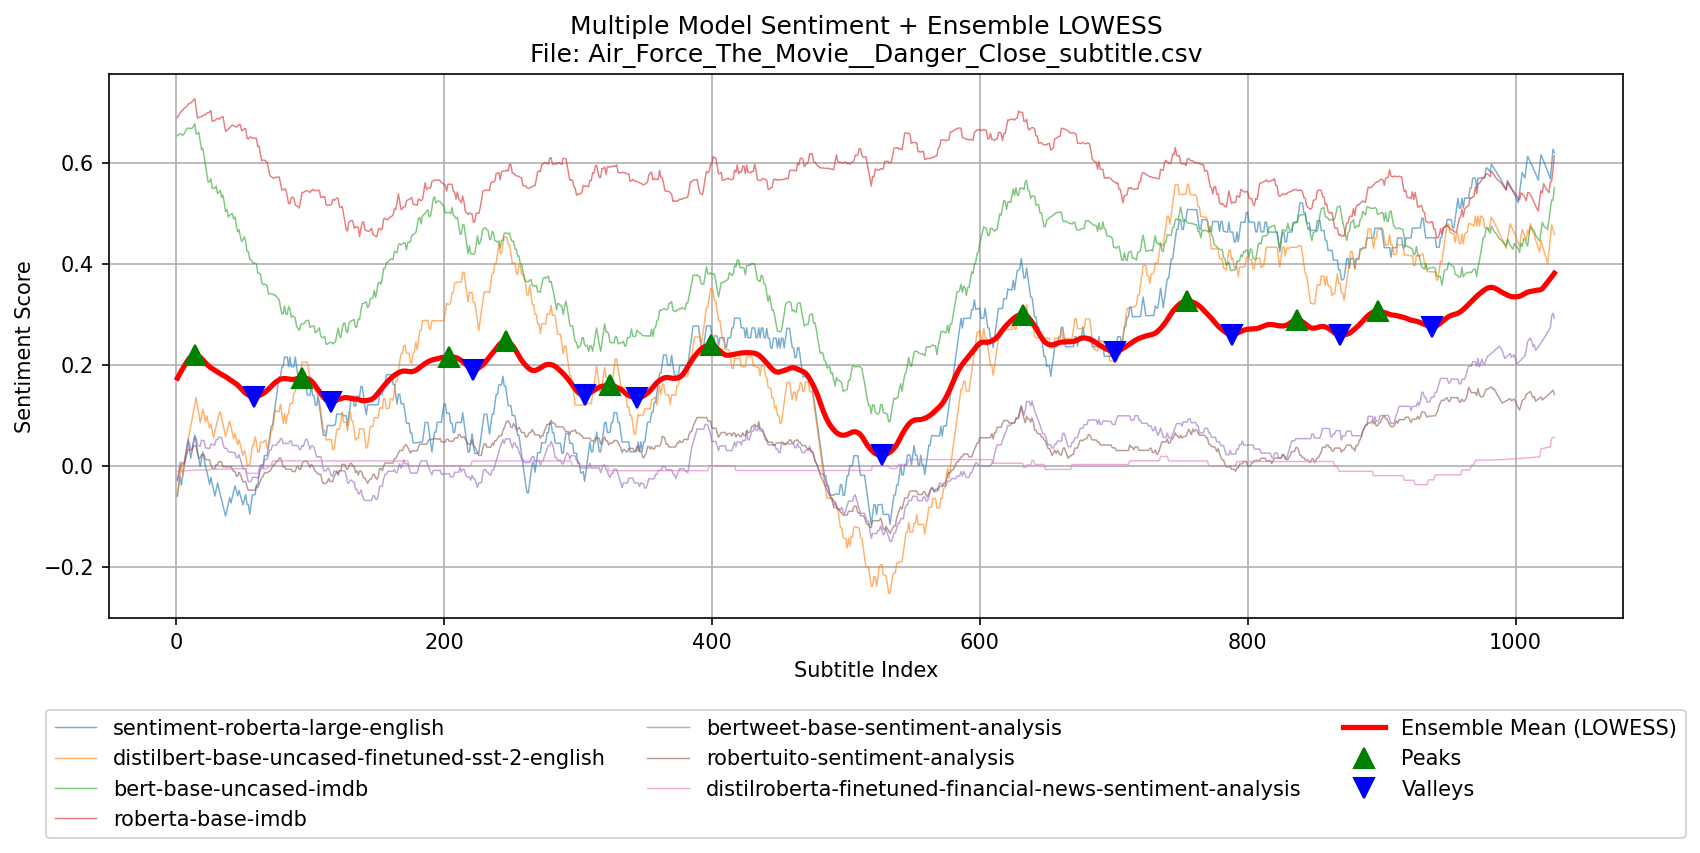 Multiple Model Sentiment + Ensemble LOWESS
File: Air_Force_The_Movie__Danger_Close_subtitle.csv
Sentiment Score
0.6
0.4
0.2
0.0
−0.2
0
200
400
600
800
1000
Subtitle Index
sentiment-roberta-large-english
distilbert-base-uncased-finetuned-sst-2-english
bert-base-uncased-imdb
roberta-base-imdb
bertweet-base-sentiment-analysis
robertuito-sentiment-analysis
distilroberta-finetuned-financial-news-sentiment-analysis
Ensemble Mean (LOWESS)
Peaks
Valleys